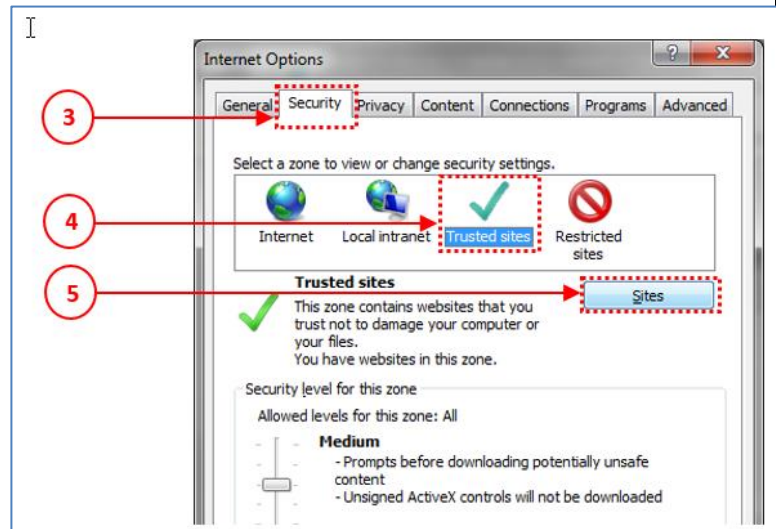 Internet Options
General Security Privacy Content Connections Programs Advanced
3
Select a zone to view or change security settings.
4
Internet Local intranet Trusted sites Restricted sites
5
Trusted sites
Sites
This zone contains websites that you
trust not to damage your computer or
your files.
You have websites in this zone.
Security level for this zone
Allowed levels for this zone: All
Medium
- Prompts before downloading potentially unsafe
content
- Unsigned ActiveX controls will not be downloaded